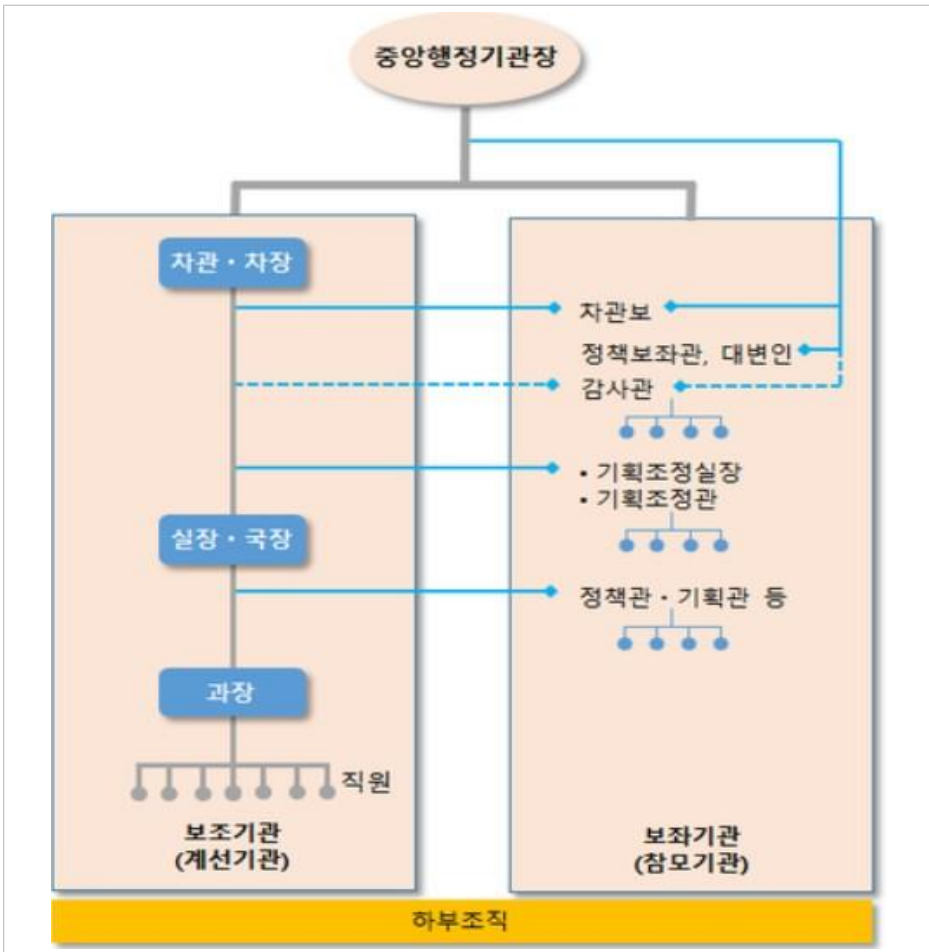 중앙행정기관장
차관·차장
실장·국장
과장
직원
보조기관
(계선기관)
차관보
정책보좌관, 대변인
감사관
• 기획조정실장
• 기획조정관
정책관·기획관 등
보좌기관
(참모기관)
하부조직